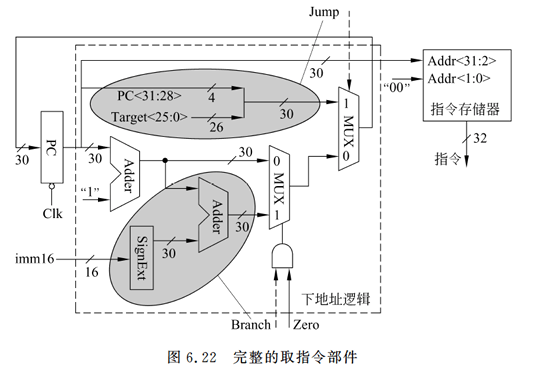 Jump
30
Addr<31:2>
Addr<1:0>
"00"
指令存储器
PC<31:28>
4
Target<25:0>
26
30
1
MUX
0
32
指令
30
PC
30
Adder
"1"
Clk
30
0
MUX
1
Adder
30
SignExt
30
imm16
16
下地址逻辑
Branch
Zero
图 6.22 完整的取指令部件